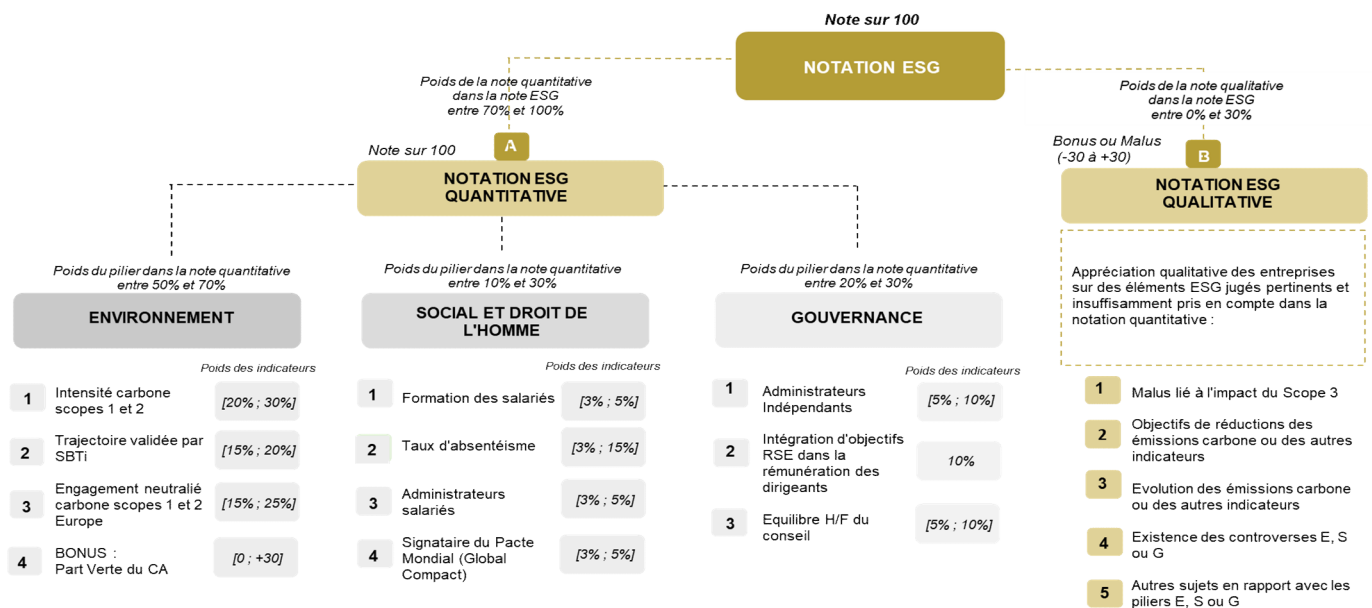 Note sur 100
NOTATION ESG
Poids de la note quantitative
dans la note ESG
entre 70% et 100%
Poids de la note qualitative
dans la note ESG
entre 0% et 30%
Note sur 100
A
NOTATION ESG
QUANTITATIVE
Bonus ou Malus
(-30 à +30)
B
NOTATION ESG
QUALITATIVE
Poids du pilier dans la note quantitative
entre 50% et 70%
ENVIRONNEMENT
Poids des indicateurs
1
Intensité carbone
scopes 1 et 2
[20% ; 30%]
2
Trajectoire validée par
SBTi
[15% ; 20%]
3
Engagement neutralié
carbone scopes 1 et 2
Europe
[15% ; 25%]
4
BONUS :
Part Verte du CA
[0 ; +30]
Poids du pilier dans la note quantitative
entre 10% et 30%
SOCIAL ET DROIT DE
L'HOMME
Poids des indicateurs
1
Formation des salariés
[3% ; 5%]
2
Taux d'absentéisme
[3% ; 15%]
3
Administrateurs
salariés
[3% ; 5%]
4
Signataire du Pacte
Mondial (Global
Compact)
[3% ; 5%]
Poids du pilier dans la note quantitative
entre 20% et 30%
GOUVERNANCE
Poids des indicateurs
1
Administrateurs
Indépendants
[5% ; 10%]
2
Intégration d'objectifs
RSE dans la
rémunération des
dirigeants
10%
3
Equilibre H/F du
conseil
[5% ; 10%]
Appréciation qualitative des entreprises
sur des éléments ESG jugés pertinents et
insuffisamment pris en compte dans la
notation quantitative :
1
Malus lié à l'impact du Scope 3
2
Objectifs de réductions des
émissions carbone ou des autres
indicateurs
3
Evolution des émissions carbone
ou des autres indicateurs
4
Existence des controverses E, S
ou G
5
Autres sujets en rapport avec les
piliers E, S ou G